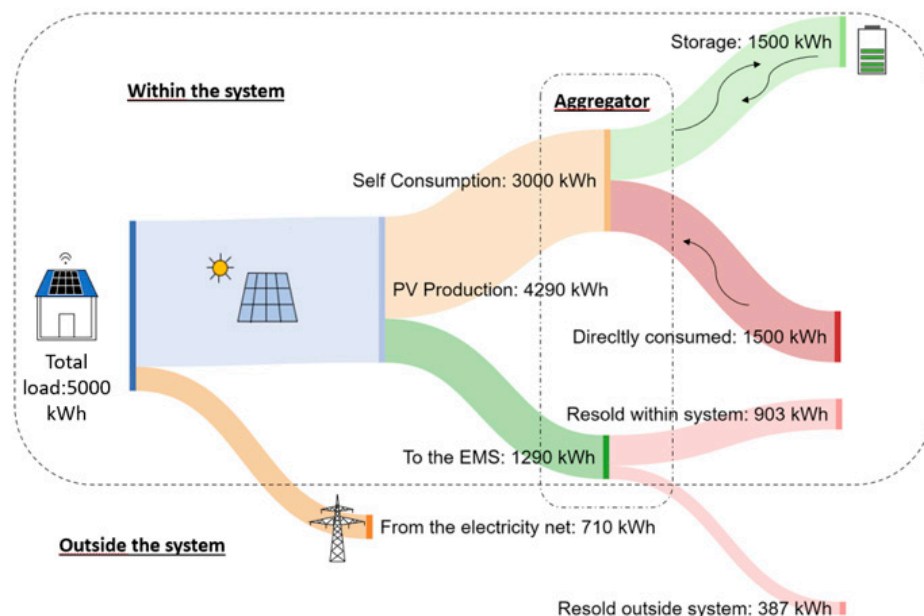 Storage: 1500 kWh
Within the system
Aggregator
Self Consumption: 3000 kWh
PV Production: 4290 kWh
Total
load:5000
kWh
Direcltly consumed: 1500 kWh
Resold within system: 903 kWh
To the EMS: 1290 kWh
From the electricity net: 710 kWh
Outside the system
Resold outside system: 387 kWh